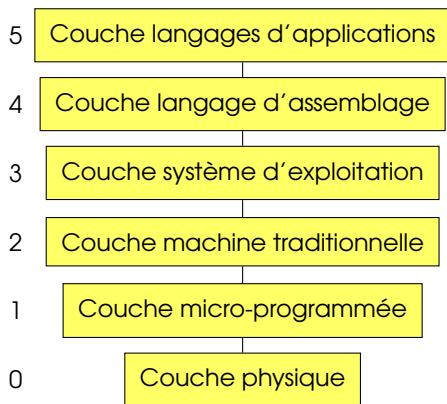 5 Couche langages d'applications
4 Couche langage d'assemblage
3 Couche système d'exploitation
2 Couche machine traditionnelle
1 Couche micro-programmée
0 Couche physique